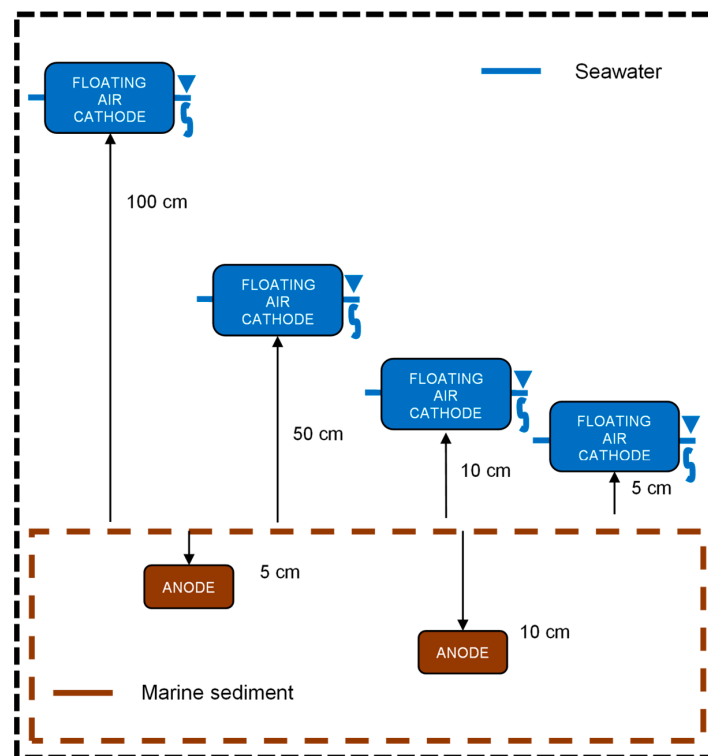 FLOATING
AIR
CATHODE
Seawater
100 cm
FLOATING
AIR
CATHODE
50 cm
FLOATING
AIR
CATHODE
10 cm
FLOATING
AIR
CATHODE
5 cm
ANODE
5 cm
ANODE
10 cm
Marine sediment